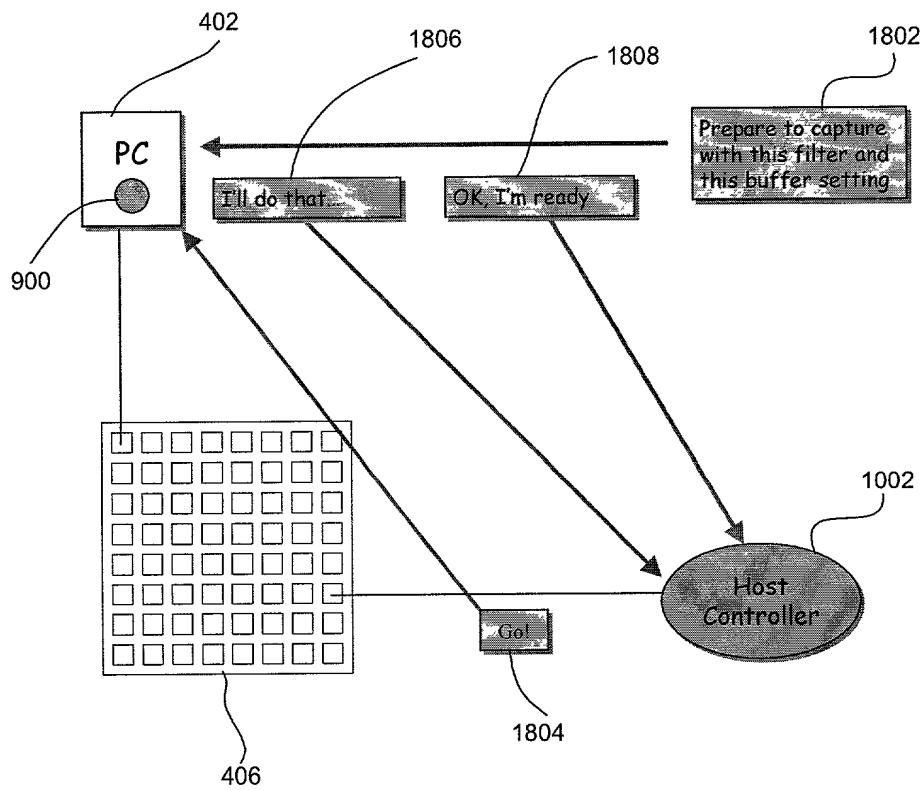 402
1806
1808
1802
PC
Prepare to capture
with this filter and
this buffer setting
I'll do that...
OK, I'm ready
900
1002
Host
Controller
Go!
1804
406